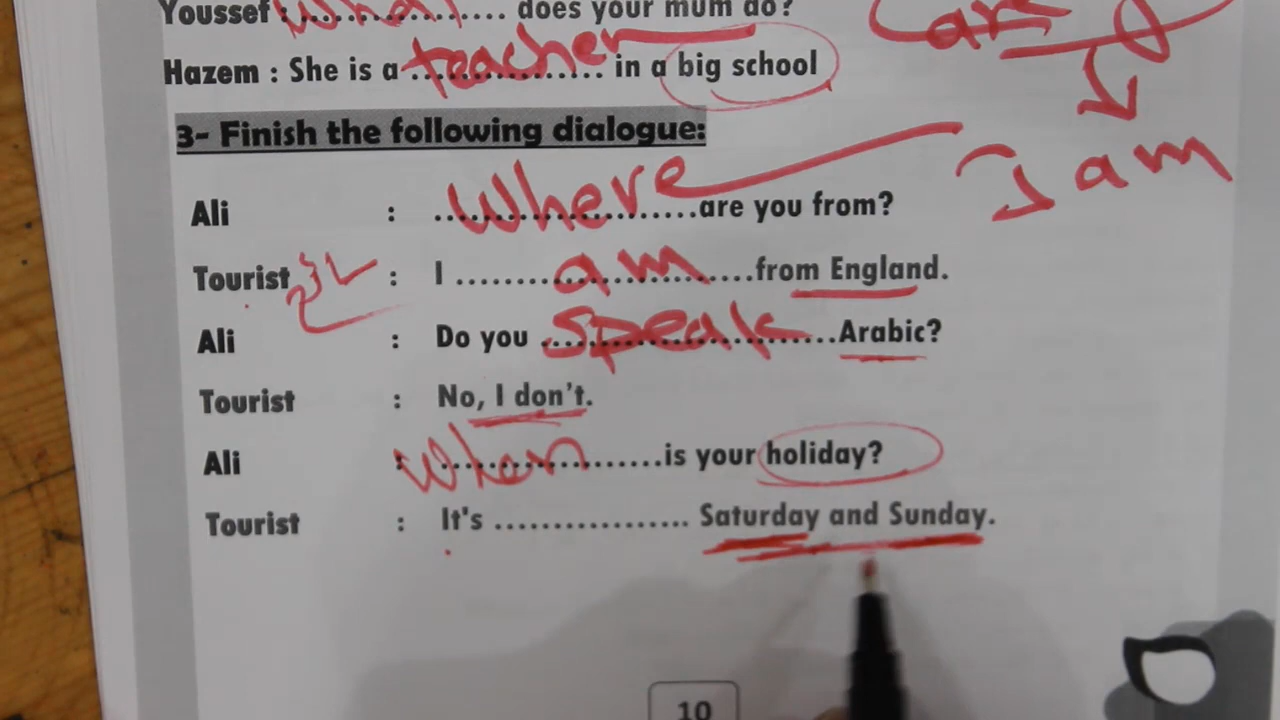 Youssef : What ............... does your mum do?
are
Hazem : She is a teacher ............... in a big school
I am
3- Finish the following dialogue:
Ali : Where ........................are you from?
Tourist : I ......... am ...............from England.
Ali : Do you speak ...............Arabic?
Tourist : No, I don't.
Ali : When .....................is your holiday?
Tourist : It's ................. Saturday and Sunday.
10